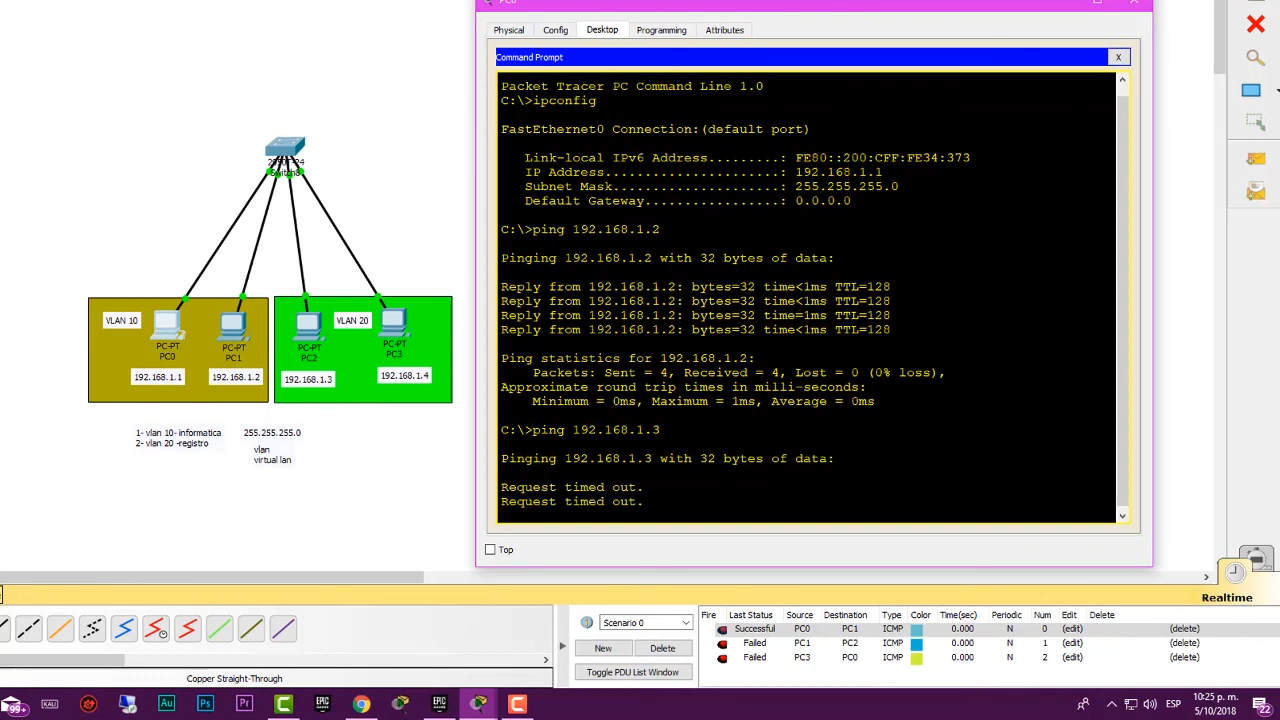 PC0
Physical Config Desktop Programming Attributes
Command Prompt X
Packet Tracer PC Command Line 1.0
C:\>ipconfig
FastEthernet0 Connection:(default port)
Link-local IPv6 Address.........: FE80::200:CFF:FE34:373
IP Address......................: 192.168.1.1
Subnet Mask.....................: 255.255.255.0
Default Gateway.................: 0.0.0.0
C:\>ping 192.168.1.2
Pinging 192.168.1.2 with 32 bytes of data:
Reply from 192.168.1.2: bytes=32 time<1ms TTL=128
Reply from 192.168.1.2: bytes=32 time<1ms TTL=128
Reply from 192.168.1.2: bytes=32 time=1ms TTL=128
Reply from 192.168.1.2: bytes=32 time<1ms TTL=128
Ping statistics for 192.168.1.2:
Packets: Sent = 4, Received = 4, Lost = 0 (0% loss),
Approximate round trip times in milli-seconds:
Minimum = 0ms, Maximum = 1ms, Average = 0ms
C:\>ping 192.168.1.3
Pinging 192.168.1.3 with 32 bytes of data:
Request timed out.
Request timed out.
Top
VLAN 10
PC-PT
PC0
192.168.1.1
PC-PT
PC1
192.168.1.2
PC-PT
PC2
192.168.1.3
VLAN 20
PC-PT
PC3
192.168.1.4
1- vlan 10- informatica
2- vlan 20 -registro
255.255.255.0
vlan
virtual lan
Realtime
Scenario 0
New Delete
Toggle PDU List Window
Fire Last Status Source Destination Type Color Time(sec) Periodic Num Edit Delete
Successful PC0 PC1 ICMP 0.000 N 0 (edit) (delete)
Failed PC1 PC2 ICMP 0.000 N 1 (edit) (delete)
Failed PC3 PC0 ICMP 0.000 N 2 (edit) (delete)
Copper Straight-Through
99+ KALI Au Ps Pr EPIC GAMES EPIC GAMES
ESP
10:25 p. m.
5/10/2018
22